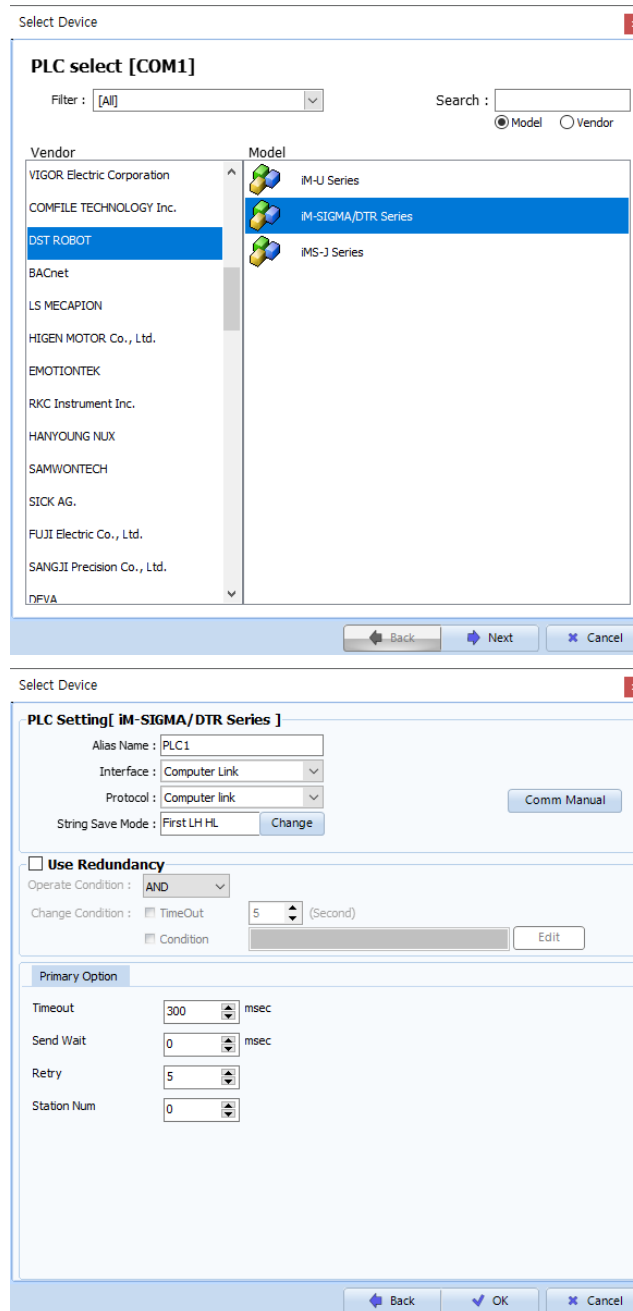 Select Device
PLC select [COM1]
Filter : [All]
Search :
Model Vendor
Vendor
Model
VIGOR Electric Corporation
COMFILE TECHNOLOGY Inc.
DST ROBOT
BACnet
LS MECAPION
HIGEN MOTOR Co., Ltd.
EMOTIONTEK
RKC Instrument Inc.
HANYOUNG NUX
SAMWONTECH
SICK AG.
FUJI Electric Co., Ltd.
SANGJI Precision Co., Ltd.
DEVA
iM-U Series
iM-SIGMA/DTR Series
iMS-J Series
Back Next Cancel
Select Device
PLC Setting[ iM-SIGMA/DTR Series ]
Alias Name : PLC1
Interface : Computer Link
Protocol : Computer link
Comm Manual
String Save Mode : First LH HL Change
Use Redundancy
Operate Condition : AND
Change Condition : TimeOut 5 (Second)
Condition Edit
Primary Option
Timeout 300 msec
Send Wait 0 msec
Retry 5
Station Num 0
Back OK Cancel